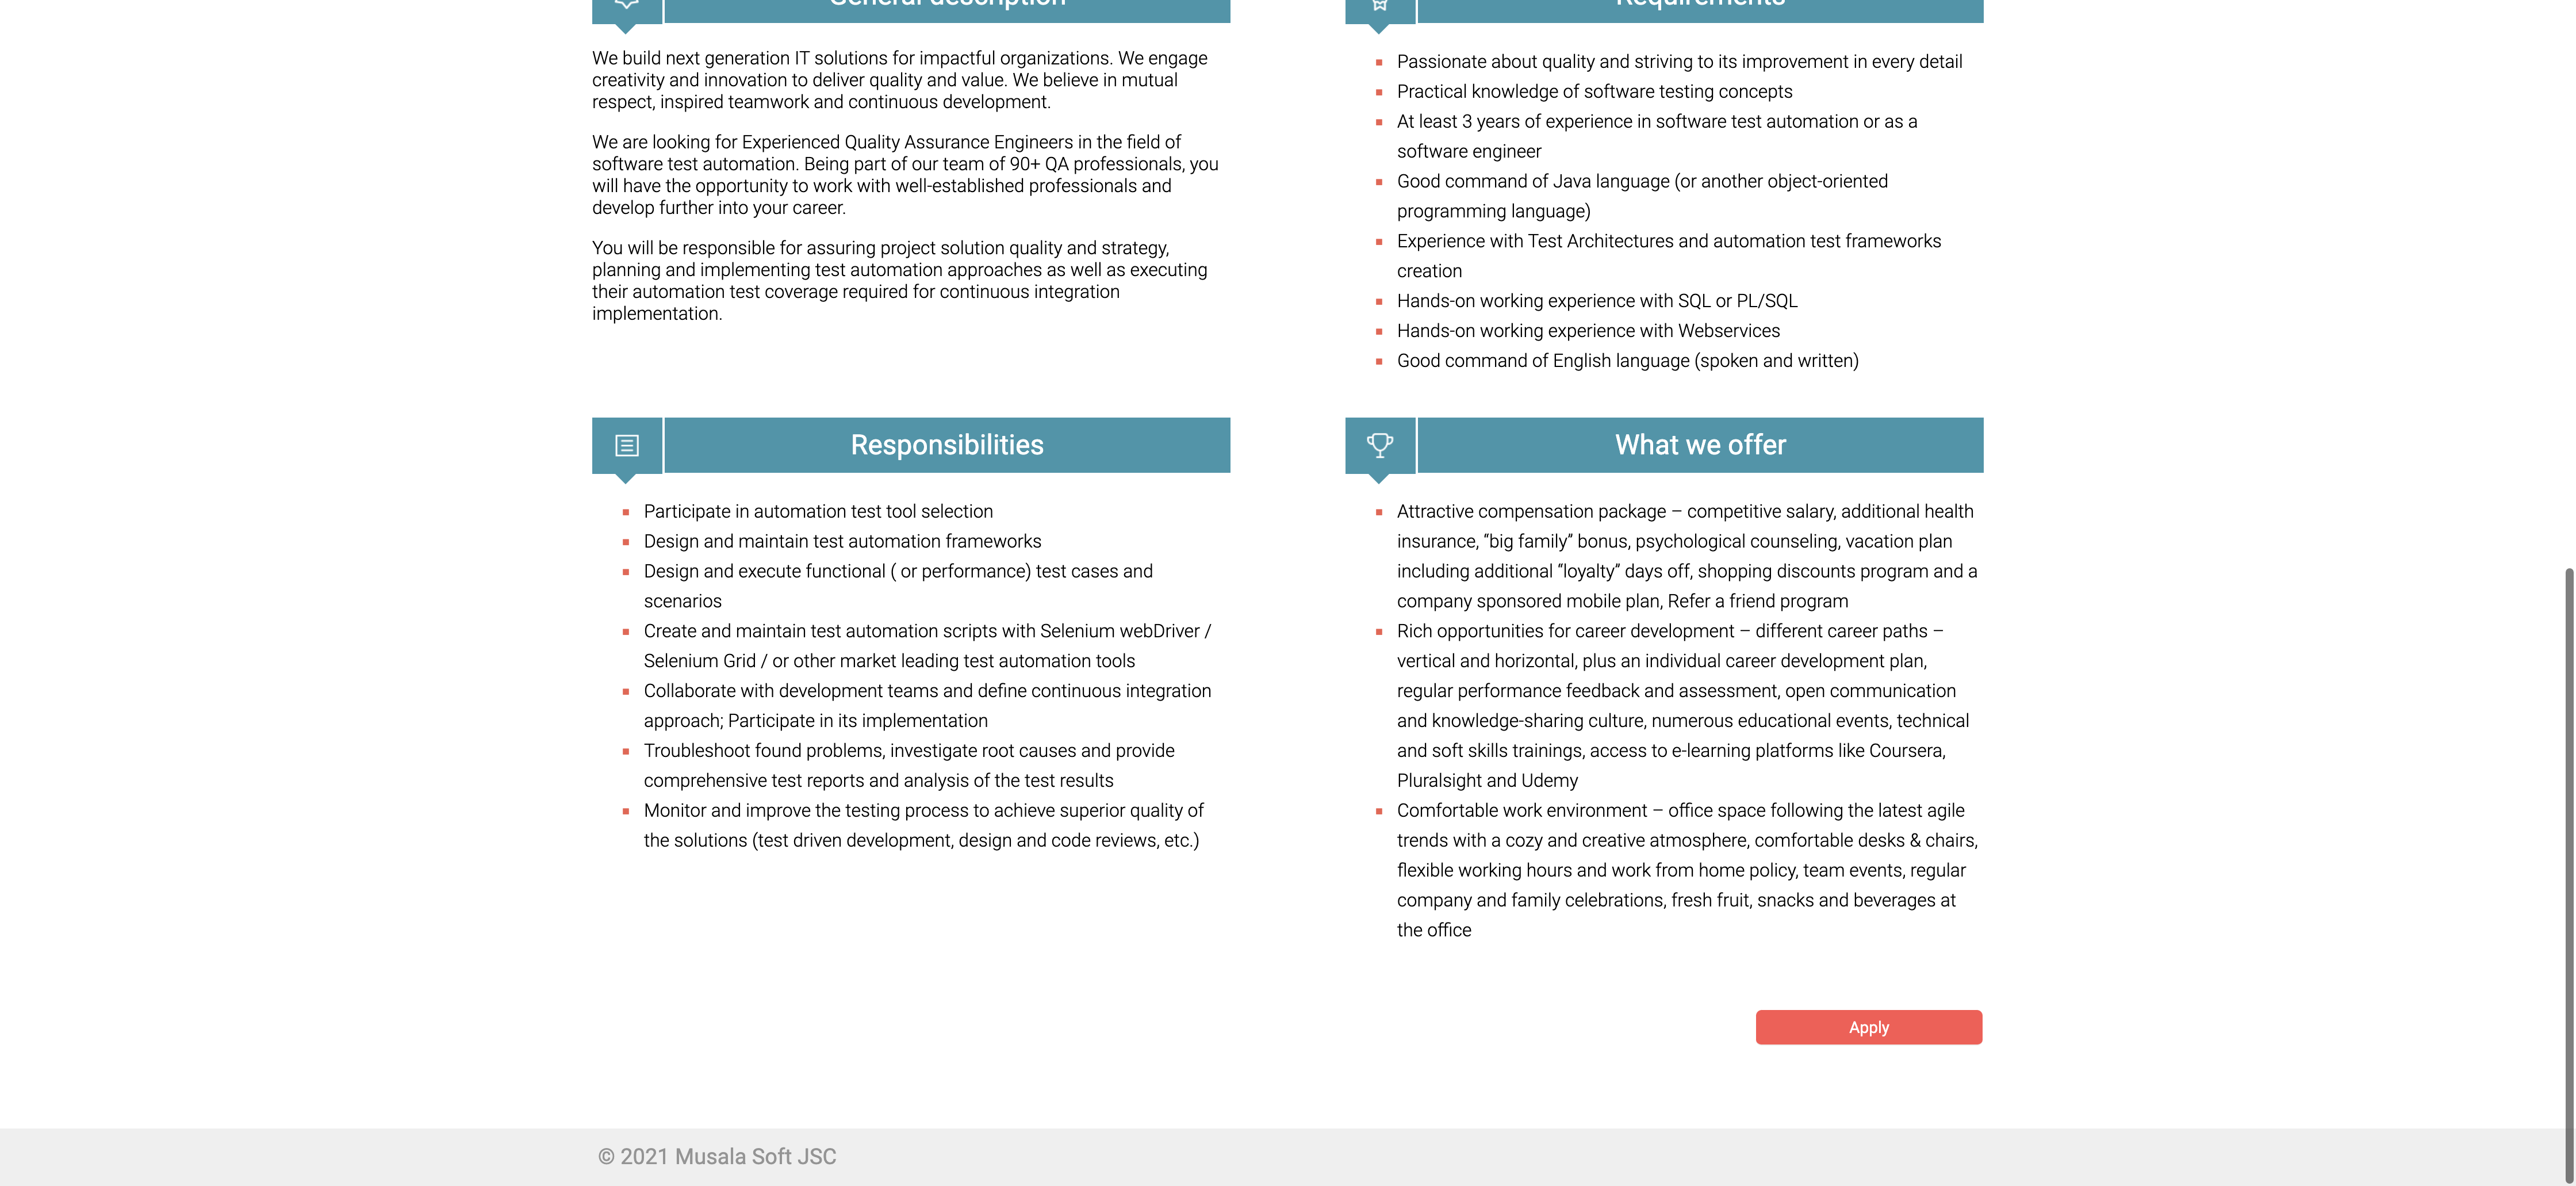 General description
We build next generation IT solutions for impactful organizations. We engage
creativity and innovation to deliver quality and value. We believe in mutual
respect, inspired teamwork and continuous development.
We are looking for Experienced Quality Assurance Engineers in the field of
software test automation. Being part of our team of 90+ QA professionals, you
will have the opportunity to work with well-established professionals and
develop further into your career.
You will be responsible for assuring project solution quality and strategy,
planning and implementing test automation approaches as well as executing
their automation test coverage required for continuous integration
implementation.
Requirements
Passionate about quality and striving to its improvement in every detail
Practical knowledge of software testing concepts
At least 3 years of experience in software test automation or as a
software engineer
Good command of Java language (or another object-oriented
programming language)
Experience with Test Architectures and automation test frameworks
creation
Hands-on working experience with SQL or PL/SQL
Hands-on working experience with Webservices
Good command of English language (spoken and written)
Responsibilities
Participate in automation test tool selection
Design and maintain test automation frameworks
Design and execute functional ( or performance) test cases and
scenarios
Create and maintain test automation scripts with Selenium webDriver /
Selenium Grid / or other market leading test automation tools
Collaborate with development teams and define continuous integration
approach; Participate in its implementation
Troubleshoot found problems, investigate root causes and provide
comprehensive test reports and analysis of the test results
Monitor and improve the testing process to achieve superior quality of
the solutions (test driven development, design and code reviews, etc.)
What we offer
Attractive compensation package – competitive salary, additional health
insurance, “big family” bonus, psychological counseling, vacation plan
including additional “loyalty” days off, shopping discounts program and a
company sponsored mobile plan, Refer a friend program
Rich opportunities for career development – different career paths –
vertical and horizontal, plus an individual career development plan,
regular performance feedback and assessment, open communication
and knowledge-sharing culture, numerous educational events, technical
and soft skills trainings, access to e-learning platforms like Coursera,
Pluralsight and Udemy
Comfortable work environment – office space following the latest agile
trends with a cozy and creative atmosphere, comfortable desks & chairs,
flexible working hours and work from home policy, team events, regular
company and family celebrations, fresh fruit, snacks and beverages at
the office
Apply
© 2021 Musala Soft JSC